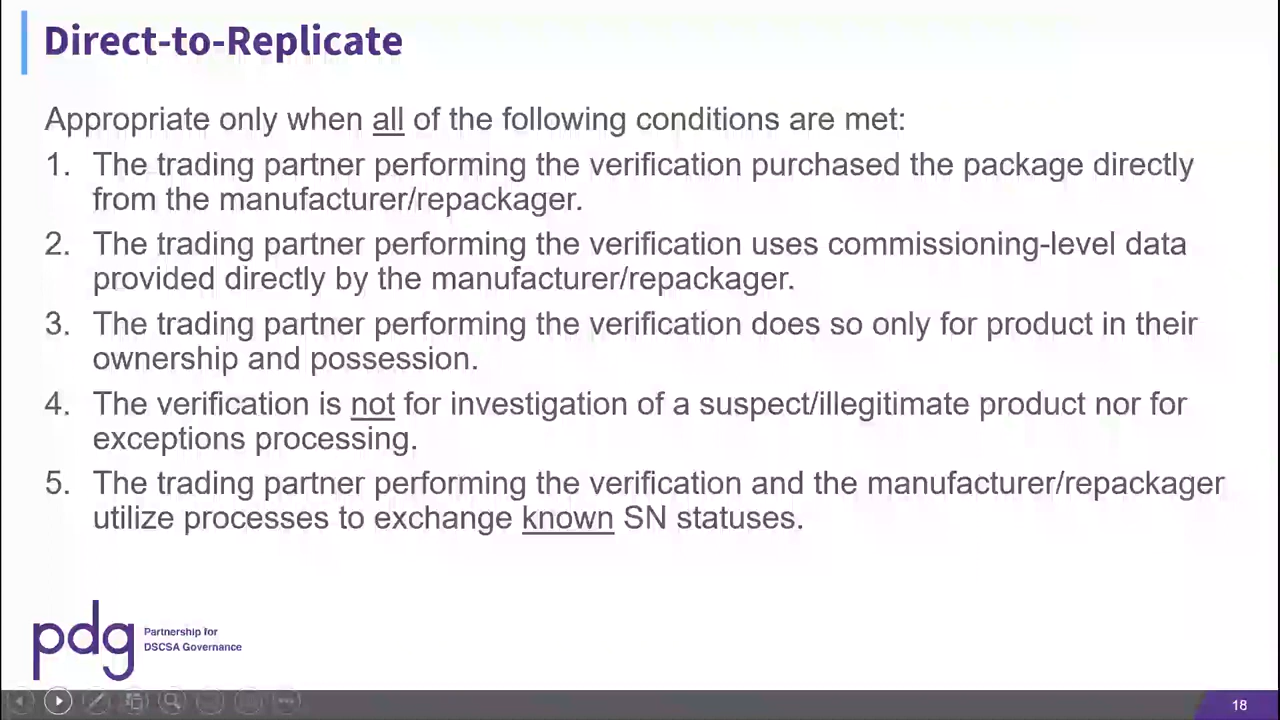 Direct-to-Replicate
Appropriate only when all of the following conditions are met:
1. The trading partner performing the verification purchased the package directly
from the manufacturer/repackager.
2. The trading partner performing the verification uses commissioning-level data
provided directly by the manufacturer/repackager.
3. The trading partner performing the verification does so only for product in their
ownership and possession.
4. The verification is not for investigation of a suspect/illegitimate product nor for
exceptions processing.
5. The trading partner performing the verification and the manufacturer/repackager
utilize processes to exchange known SN statuses.
pdg
Partnership for
DSCSA Governance
18